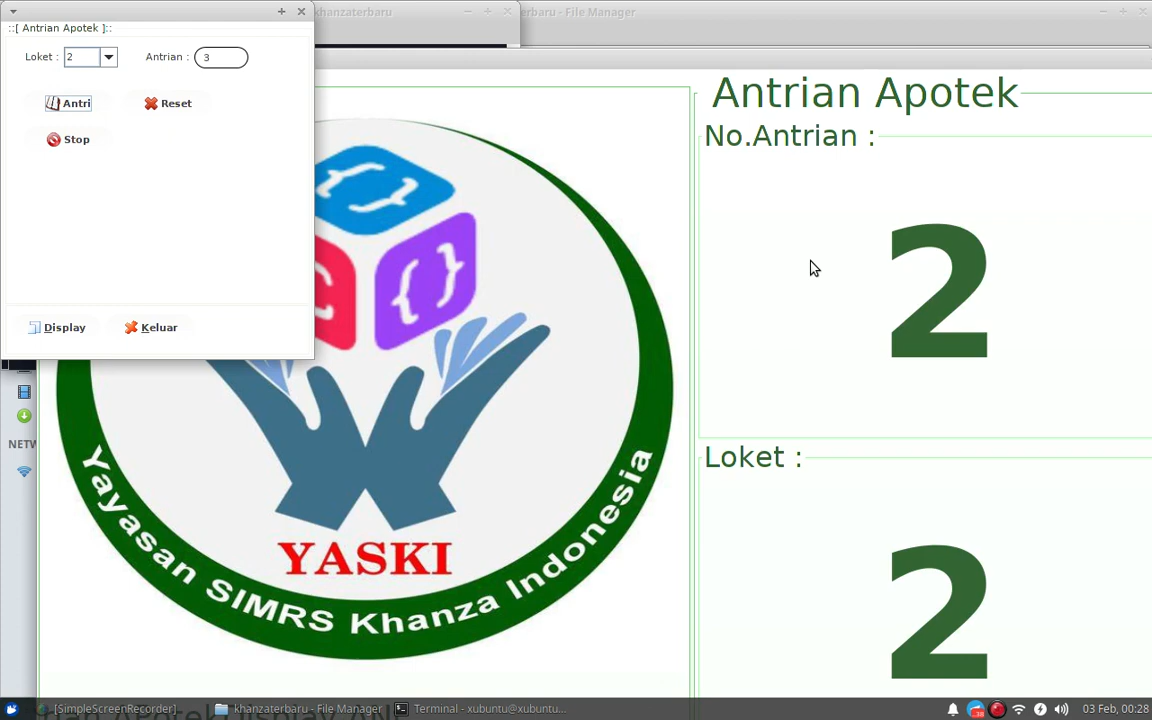 khanzaterbaru
erbaru - File Manager
::[ Antrian Apotek ]::
Loket : 2
Antrian : 3
Antri
Reset
Stop
Display
Keluar
NETW
{ }
{ }
Yayasan SIMRS Khanza Indonesia
YASKI
Antrian Apotek
No.Antrian :
2
Loket :
2
[SimpleScreenRecorder]
khanzaterbaru - File Manager
Terminal - xubuntu@xubuntu...
03 Feb, 00:28